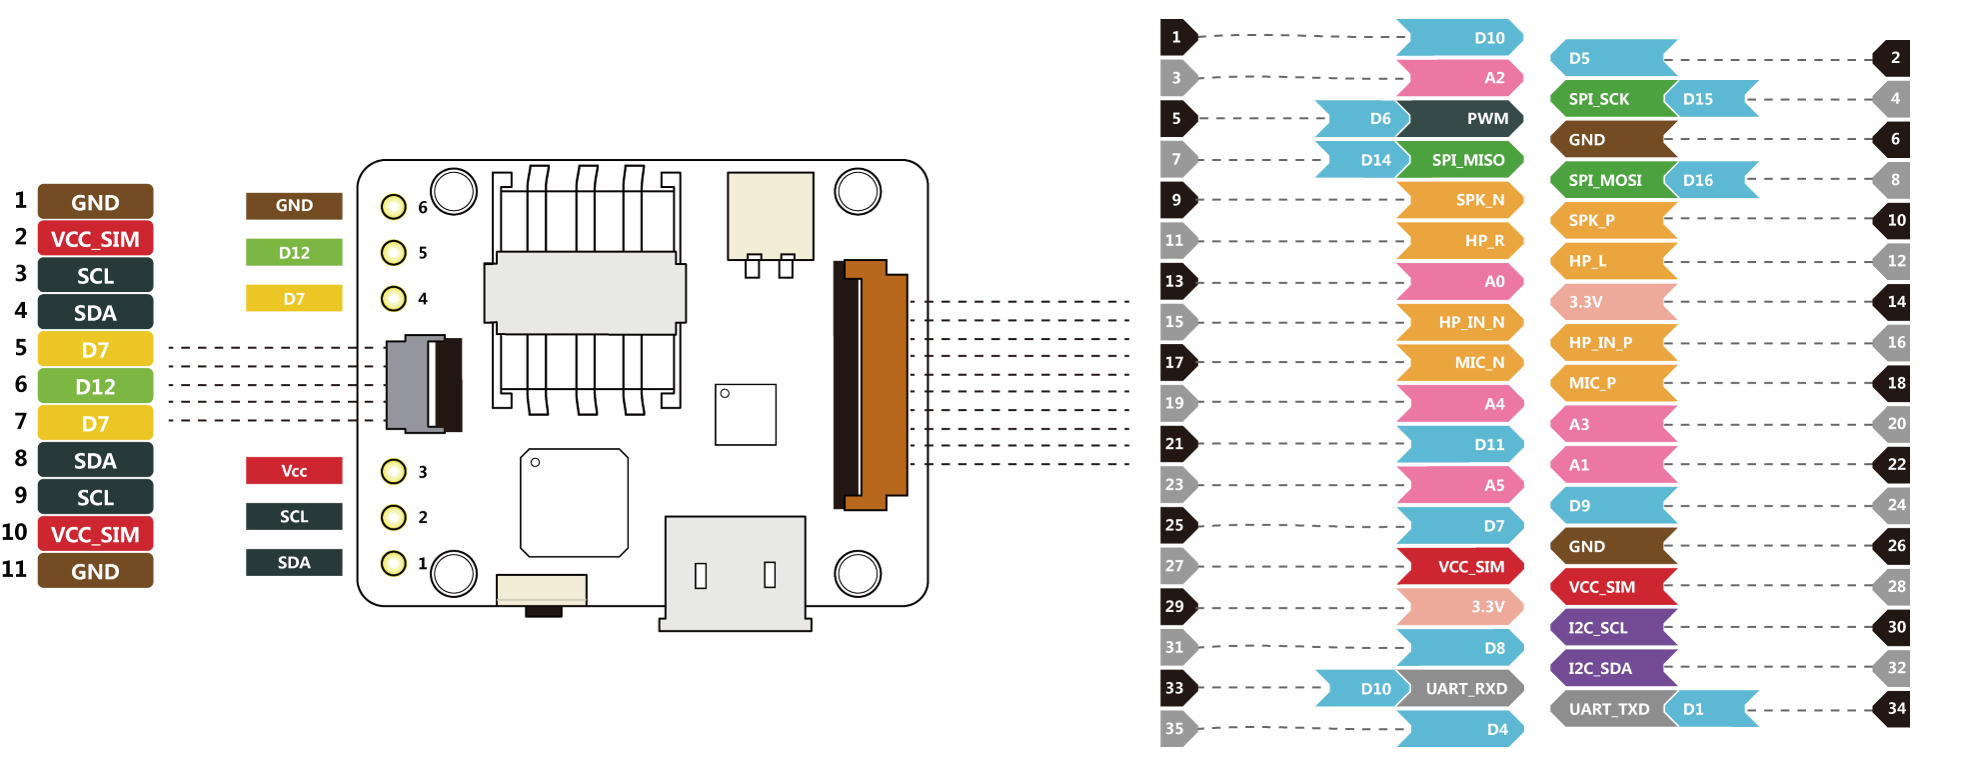 1 GND
2 VCC_SIM
3 SCL
4 SDA
5 D7
6 D12
7 D7
8 SDA
9 SCL
10 VCC_SIM
11 GND
GND 6
D12 5
D7 4
Vcc 3
SCL 2
SDA 1
1 D10
3 A2
5 D6 PWM
7 D14 SPI_MISO
9 SPK_N
11 HP_R
13 A0
15 HP_IN_N
17 MIC_N
19 A4
21 D11
23 A5
25 D7
27 VCC_SIM
29 3.3V
31 D8
33 D10 UART_RXD
35 D4
D5 2
SPI_SCK D15 4
GND 6
SPI_MOSI D16 8
SPK_P 10
HP_L 12
3.3V 14
HP_IN_P 16
MIC_P 18
A3 20
A1 22
D9 24
GND 26
VCC_SIM 28
I2C_SCL 30
I2C_SDA 32
UART_TXD D1 34